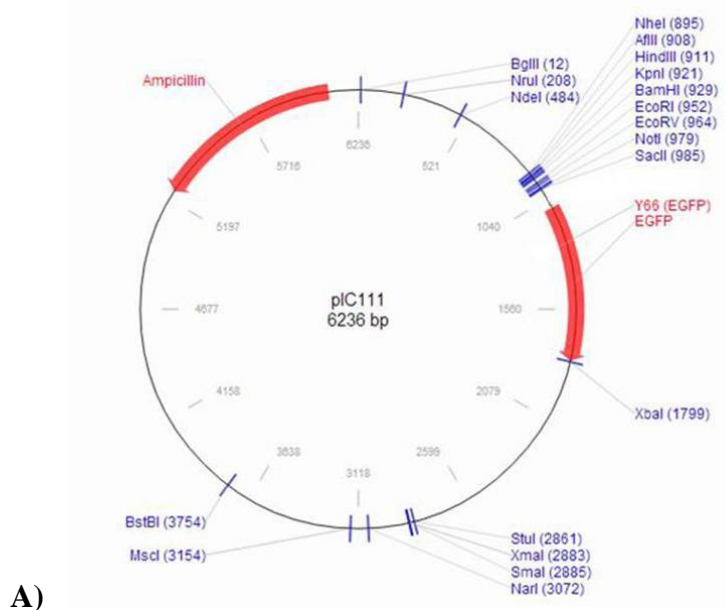 NheI (895)
AflII (908)
HindIII (911)
KpnI (921)
BamHI (929)
EcoRI (952)
EcoRV (964)
NotI (979)
SacII (985)
BglII (12)
NruI (208)
NdeI (484)
Ampicillin
6236
521
5716
1040
5197
Y66 (EGFP)
EGFP
pIC111
6236 bp
1560
4677
2079
4158
XbaI (1799)
2599
3638
3118
BstBI (3754)
MscI (3154)
StuI (2861)
XmaI (2883)
SmaI (2885)
NarI (3072)
A)